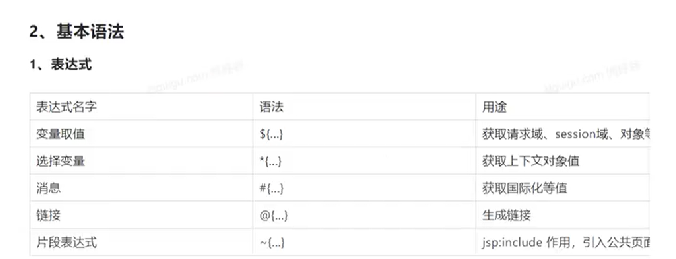 2、基本语法
1、表达式
表达式名字 语法 用途
变量取值 ${...} 获取请求域、session域、对象等
选择变量 *{...} 获取上下文对象值
消息 #{...} 获取国际化等值
链接 @{...} 生成链接
片段表达式 ~{...} jsp:include 作用，引入公共页面